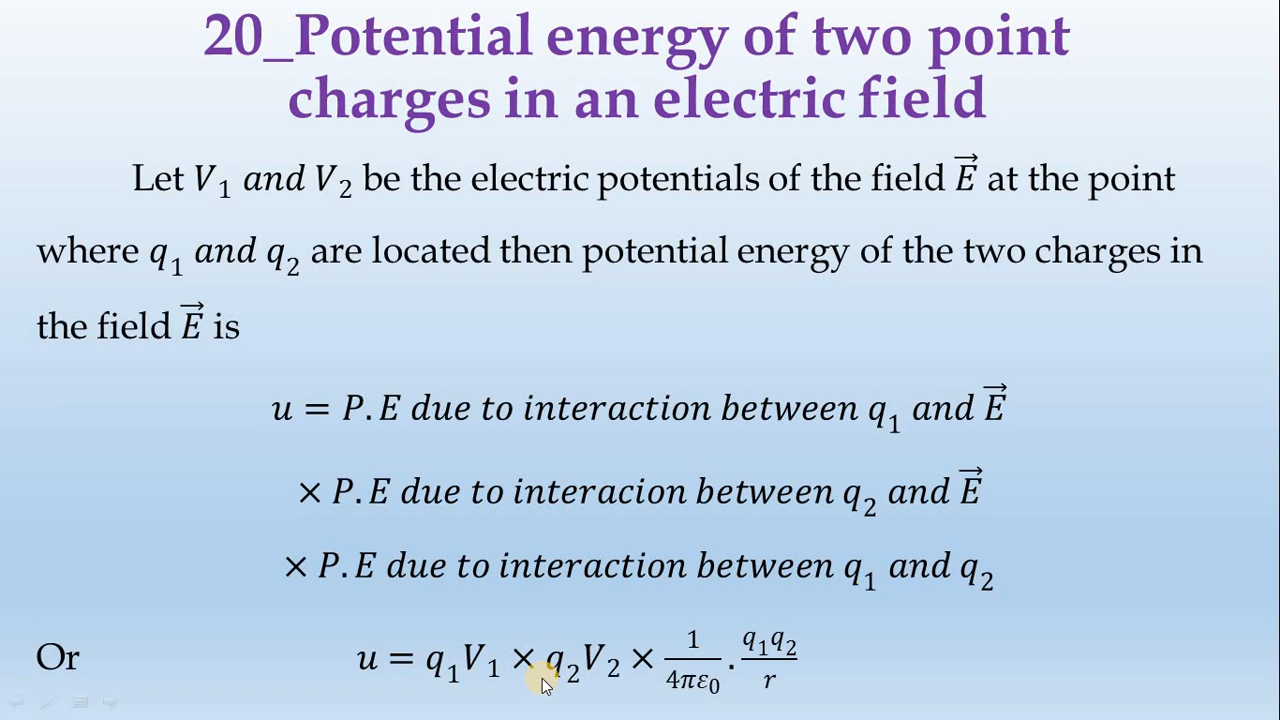 20_Potential energy of two point
charges in an electric field
Let V₁ and V₂ be the electric potentials of the field E⃗ at the point
where q₁ and q₂ are located then potential energy of the two charges in
the field E⃗ is
u = P.E due to interaction between q₁ and E⃗
× P.E due to interacion between q₂ and E⃗
× P.E due to interaction between q₁ and q₂
Or u = q₁V₁ × q₂V₂ × 1/4πε₀ . q₁q₂/r